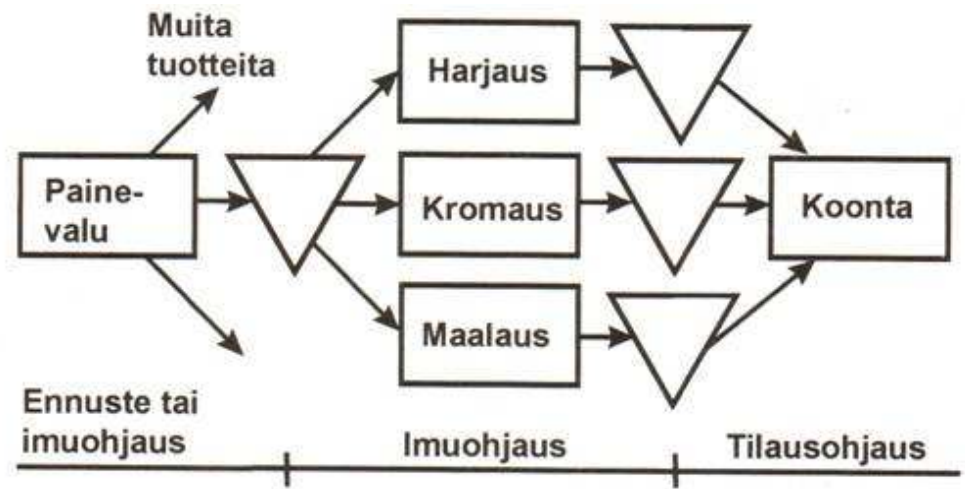 Muita
tuotteita
Harjaus
Paine-
valu
Kromaus
Koonta
Maalaus
Ennuste tai
imuohjaus
Imuohjaus
Tilausohjaus